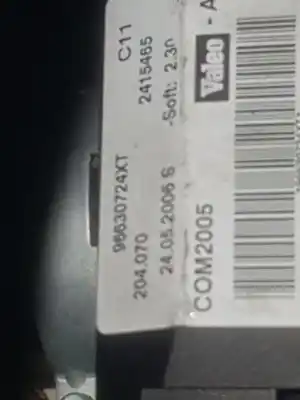 96630724XT C11
204.070 2415465
24.05.2006 S -Soft: 2.30
COM2005 Valeo - A